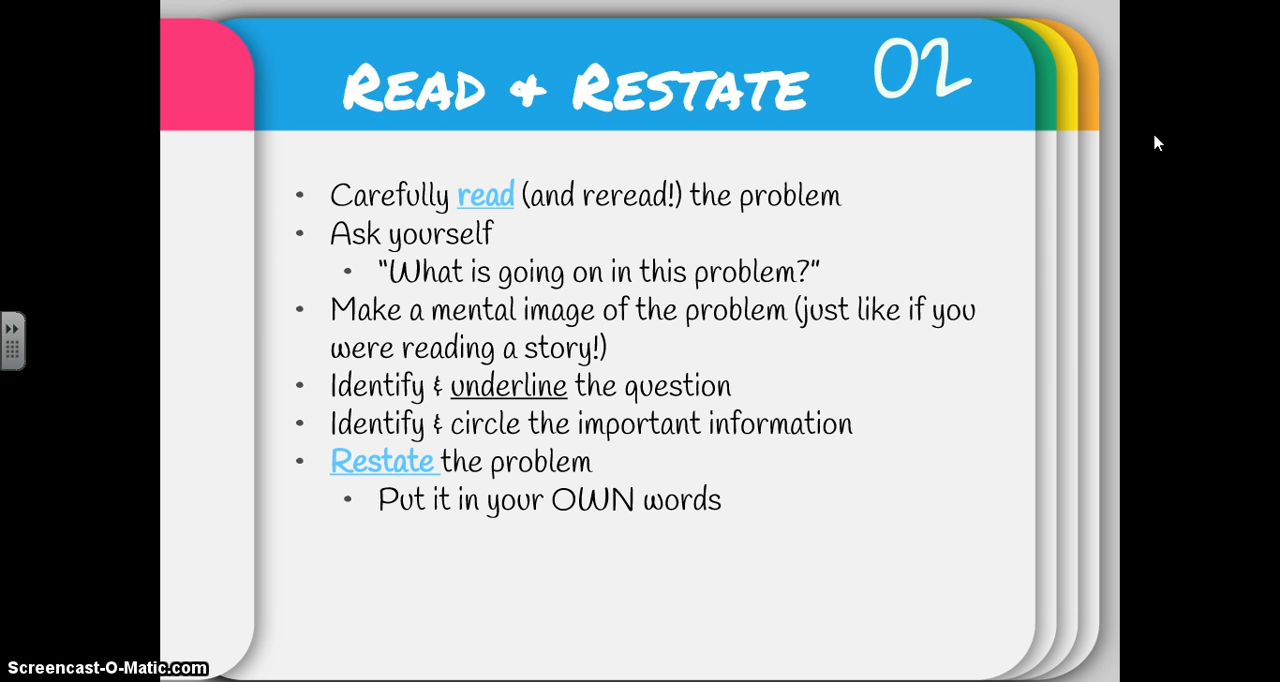 READ & RESTATE
02
• Carefully read (and reread!) the problem
• Ask yourself
• "What is going on in this problem?"
• Make a mental image of the problem (just like if you
were reading a story!)
• Identify & underline the question
• Identify & circle the important information
• Restate the problem
• Put it in your OWN words
Screencast-O-Matic.com